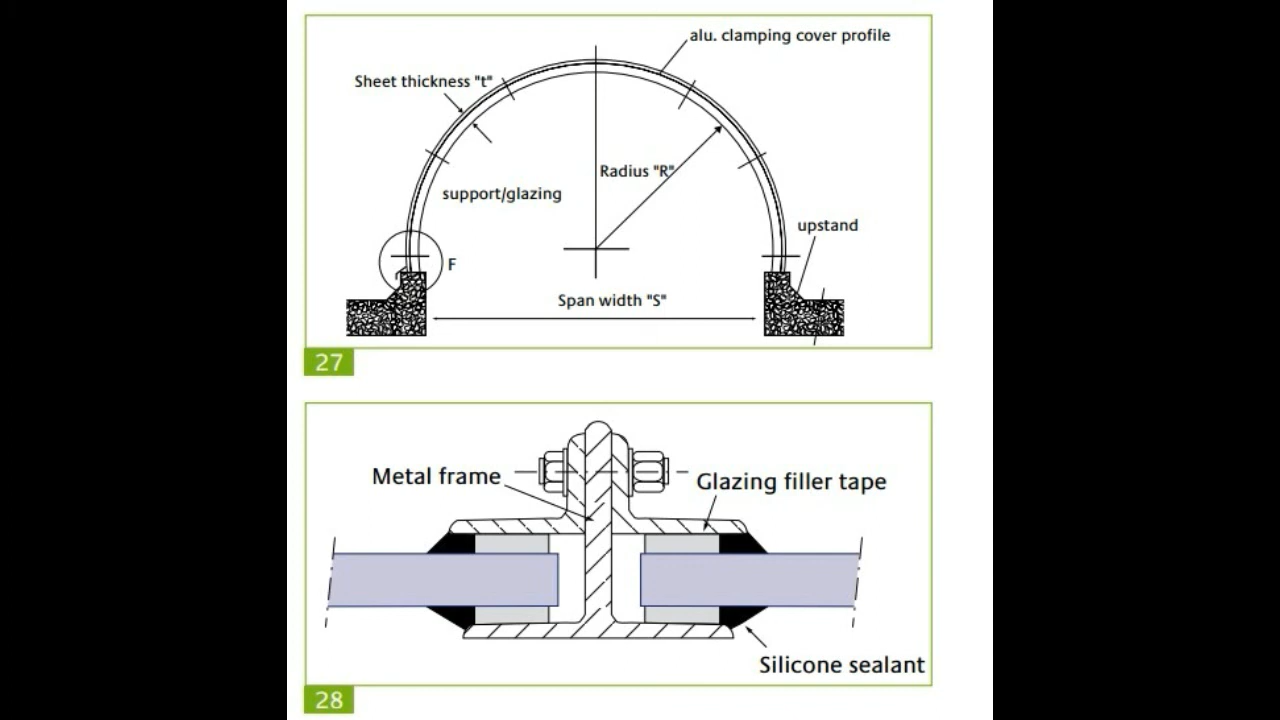 alu. clamping cover profile
Sheet thickness "t"
Radius "R"
support/glazing
upstand
F
Span width "S"
27
Metal frame
Glazing filler tape
Silicone sealant
28